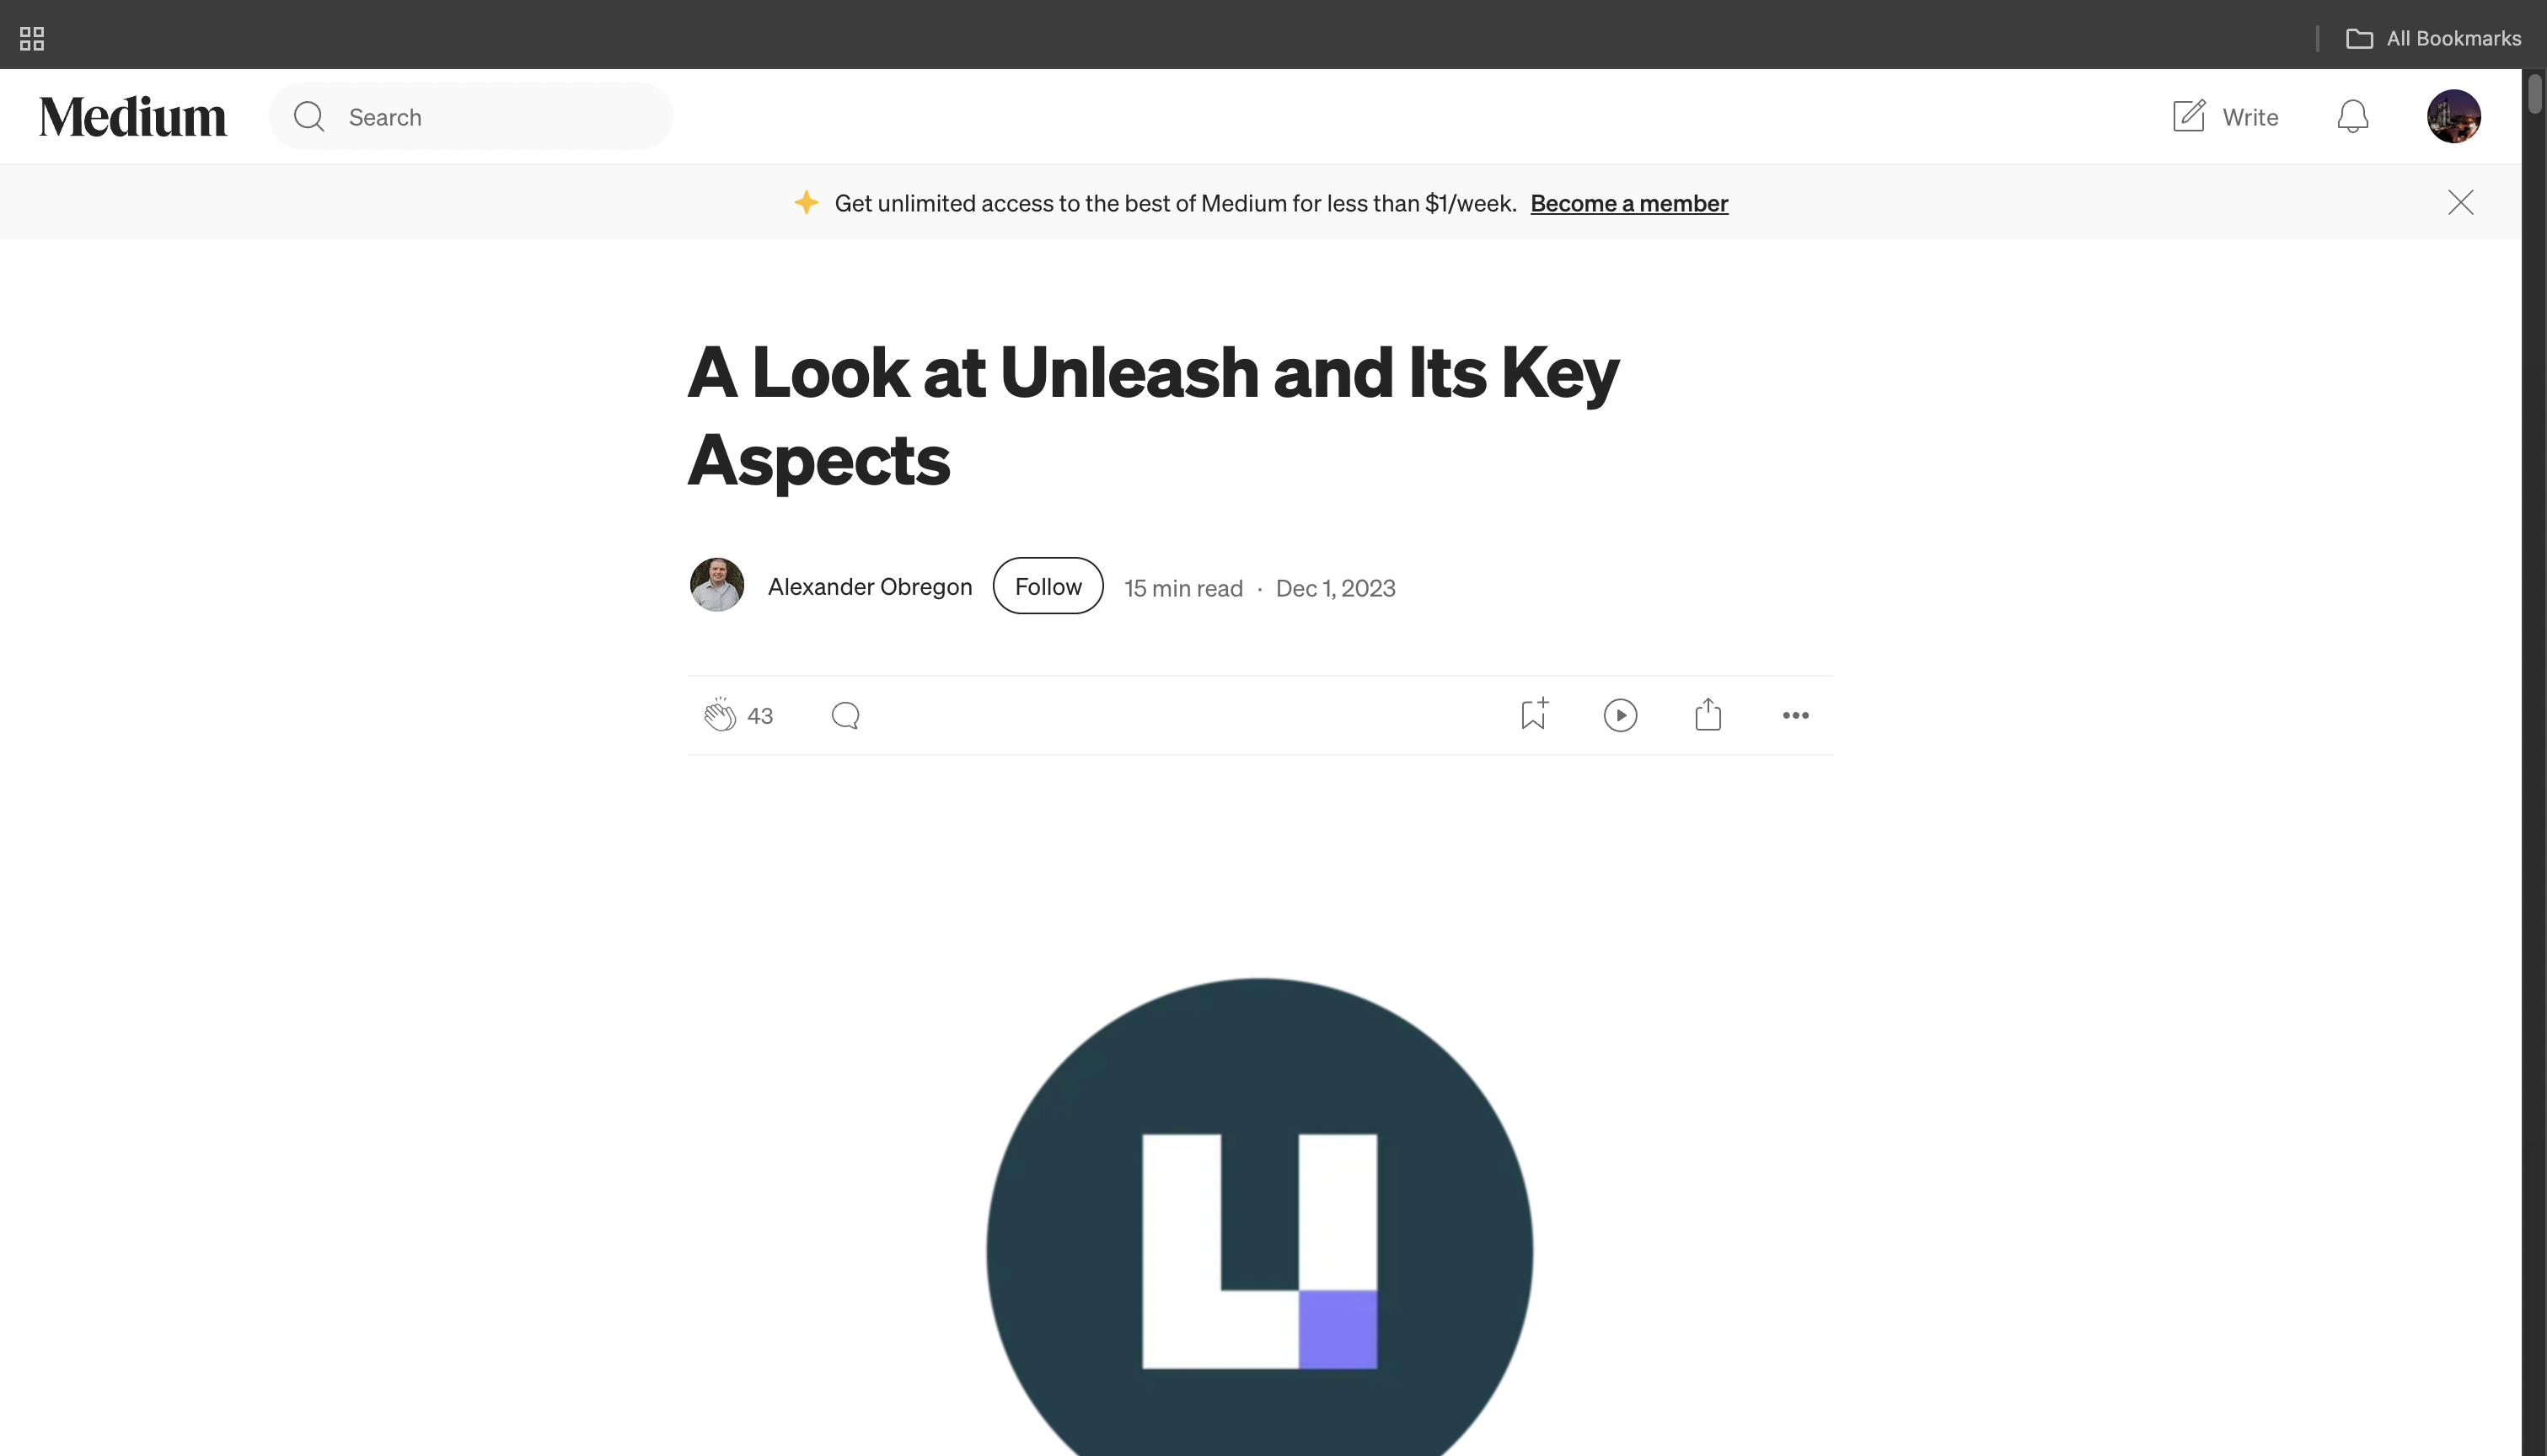 All Bookmarks
Medium
Search
Write
Get unlimited access to the best of Medium for less than $1/week. Become a member
A Look at Unleash and Its Key
Aspects
Alexander Obregon Follow 15 min read · Dec 1, 2023
43